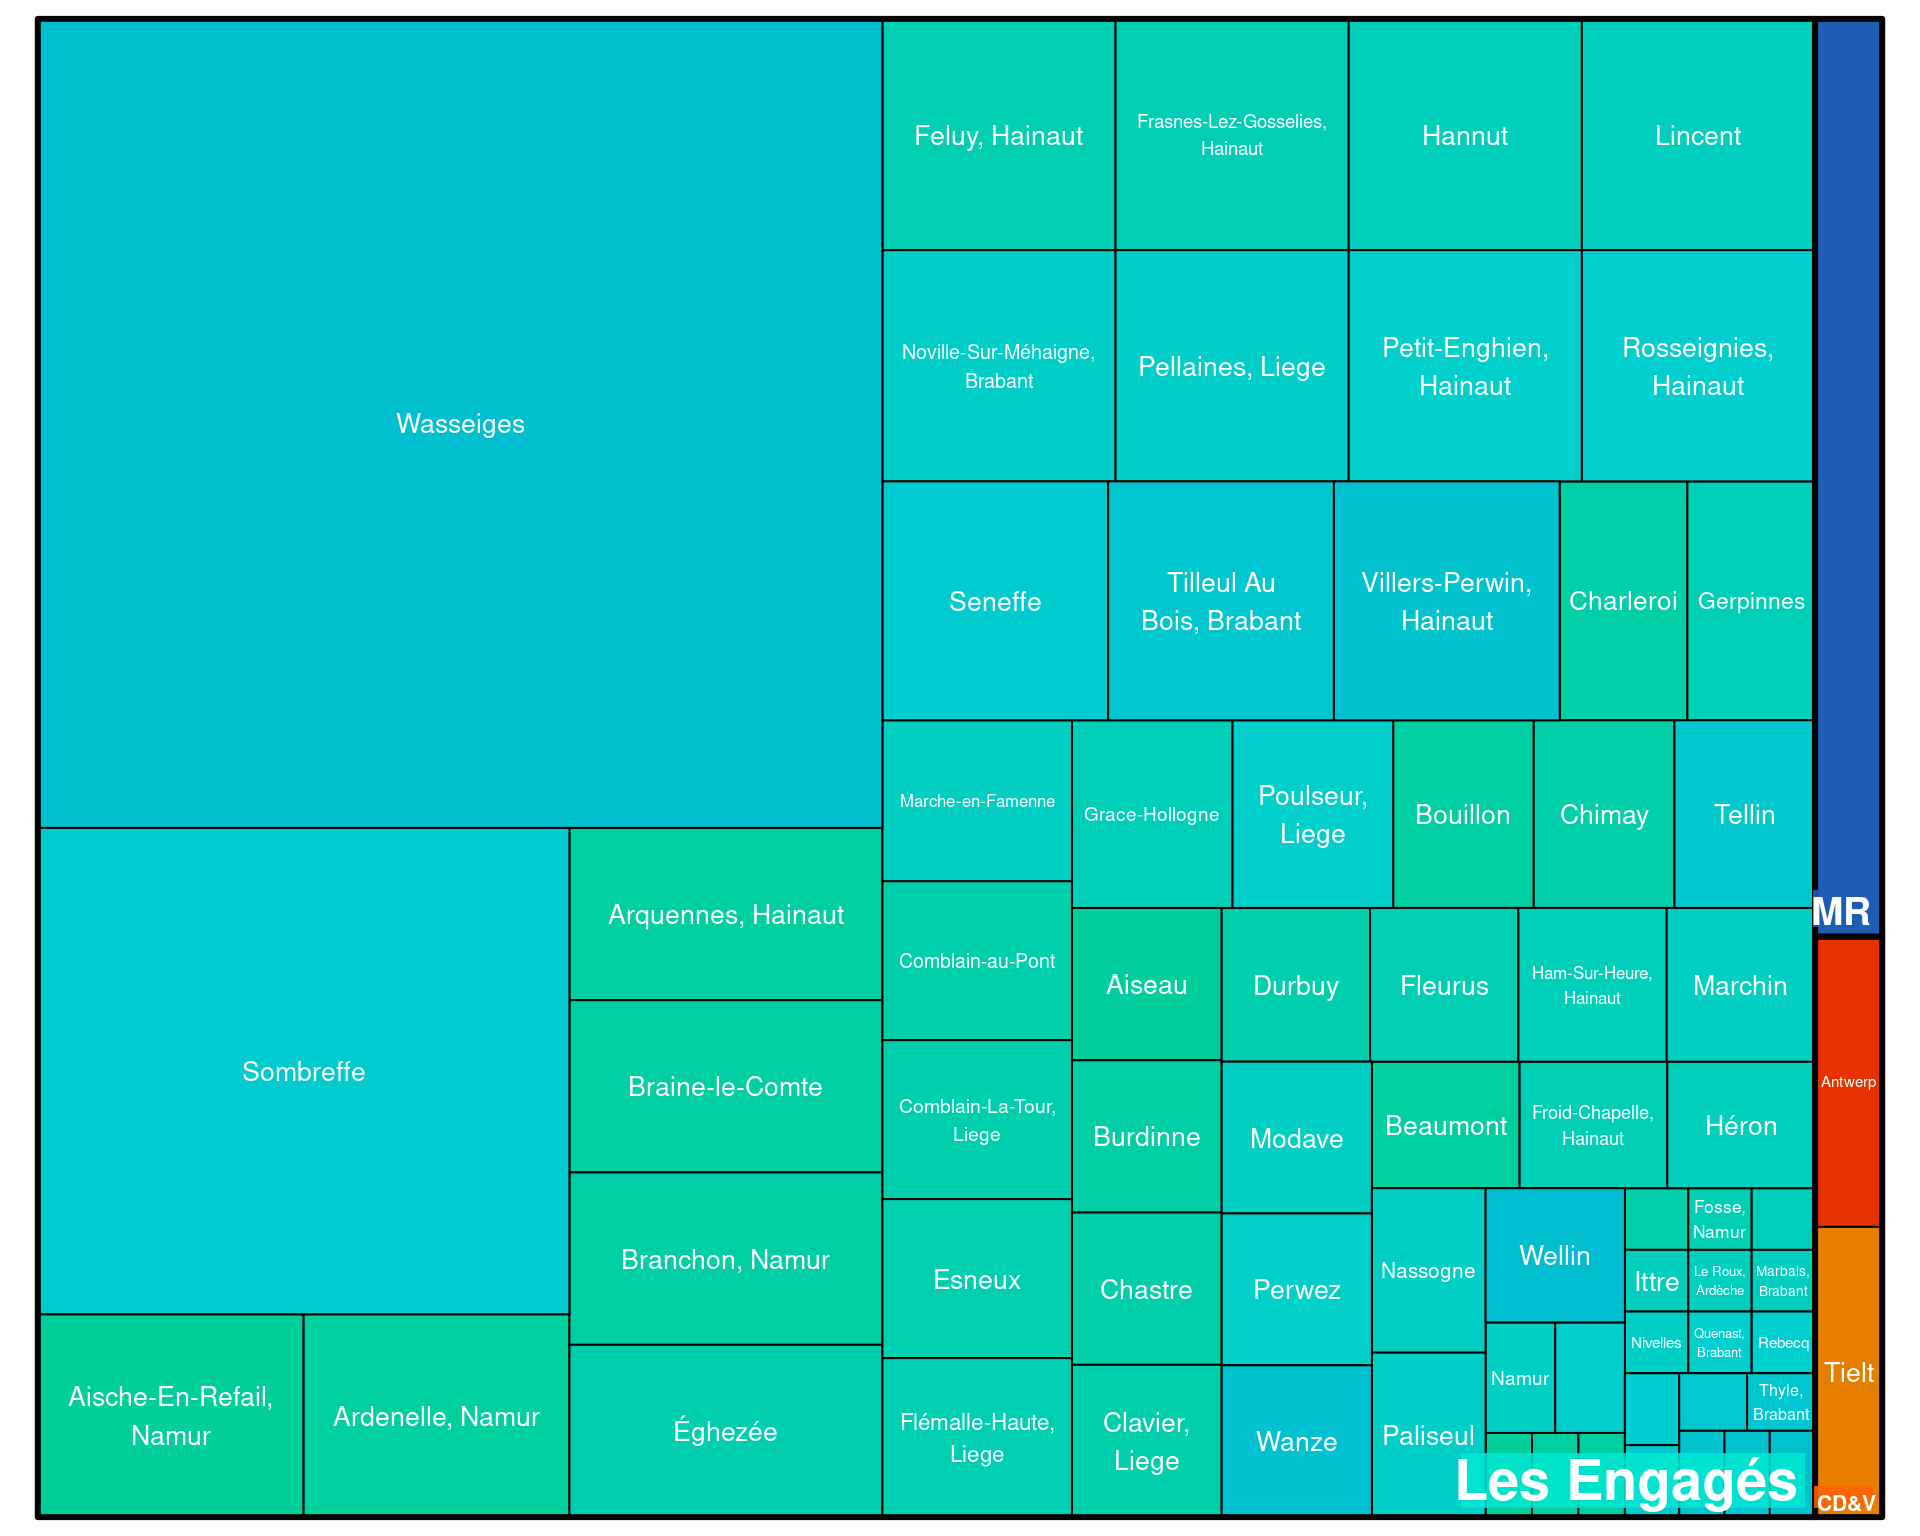 Wasseiges
Feluy, Hainaut
Frasnes-Lez-Gosselies,
Hainaut
Hannut
Lincent
Noville-Sur-Méhaigne,
Brabant
Pellaines, Liege
Petit-Enghien,
Hainaut
Rosseignies,
Hainaut
Seneffe
Tilleul Au
Bois, Brabant
Villers-Perwin,
Hainaut
Charleroi
Gerpinnes
Marche-en-Famenne
Grace-Hollogne
Poulseur,
Liege
Bouillon
Chimay
Tellin
MR
Sombreffe
Arquennes, Hainaut
Braine-le-Comte
Branchon, Namur
Éghezée
Aische-En-Refail,
Namur
Ardenelle, Namur
Comblain-au-Pont
Comblain-La-Tour,
Liege
Esneux
Flémalle-Haute,
Liege
Aiseau
Durbuy
Fleurus
Ham-Sur-Heure,
Hainaut
Marchin
Burdinne
Modave
Beaumont
Froid-Chapelle,
Hainaut
Héron
Chastre
Perwez
Nassogne
Wellin
Fosse,
Namur
Ittre
Le Roux,
Ardèche
Marbais,
Brabant
Nivelles
Quenast,
Brabant
Rebecq
Clavier,
Liege
Wanze
Paliseul
Namur
Thyle,
Brabant
Les Engagés
Antwerp
Tielt
CD&V